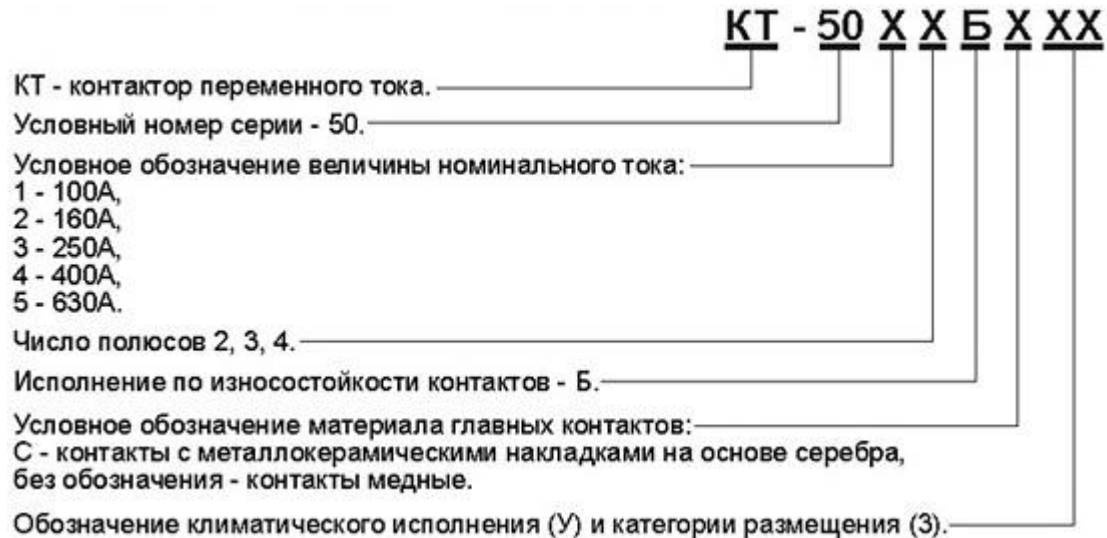 КТ - 50 Х Х Б Х ХХ
КТ - контактор переменного тока.
Условный номер серии - 50.
Условное обозначение величины номинального тока:
1 - 100А,
2 - 160А,
3 - 250А,
4 - 400А,
5 - 630А.
Число полюсов 2, 3, 4.
Исполнение по износостойкости контактов - Б.
Условное обозначение материала главных контактов:
С - контакты с металлокерамическими накладками на основе серебра,
без обозначения - контакты медные.
Обозначение климатического исполнения (У) и категории размещения (3).